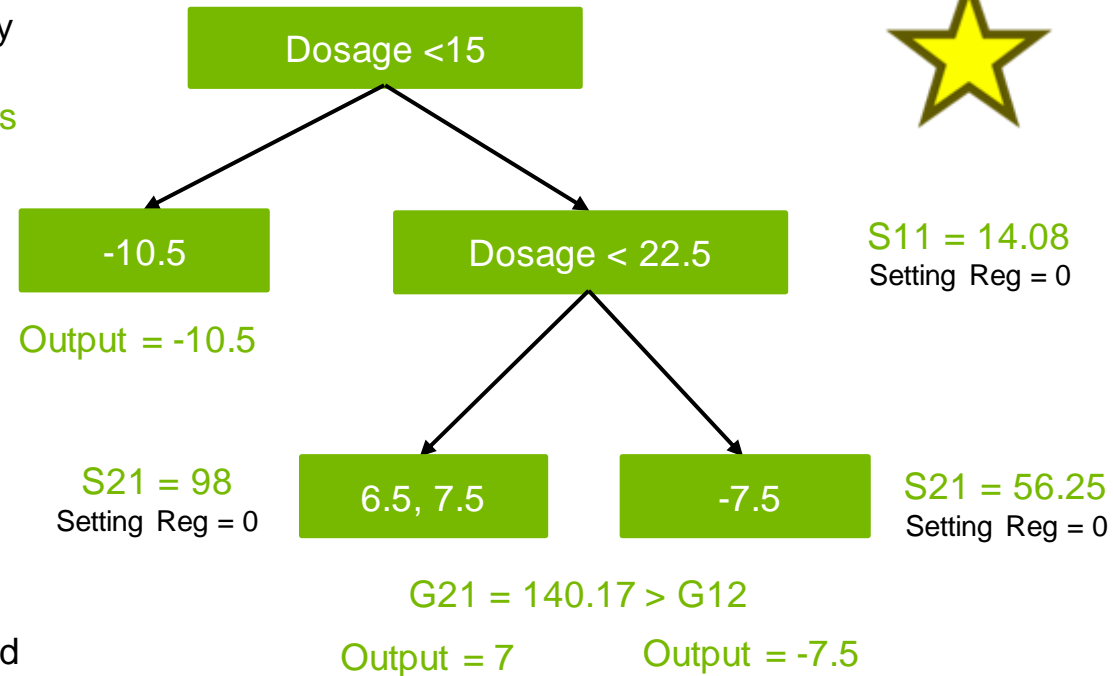 y
Dosage <15
s
-10.5
Dosage < 22.5
S11 = 14.08
Setting Reg = 0
Output = -10.5
S21 = 98
Setting Reg = 0
6.5, 7.5
-7.5
S21 = 56.25
Setting Reg = 0
G21 = 140.17 > G12
d
Output = 7
Output = -7.5